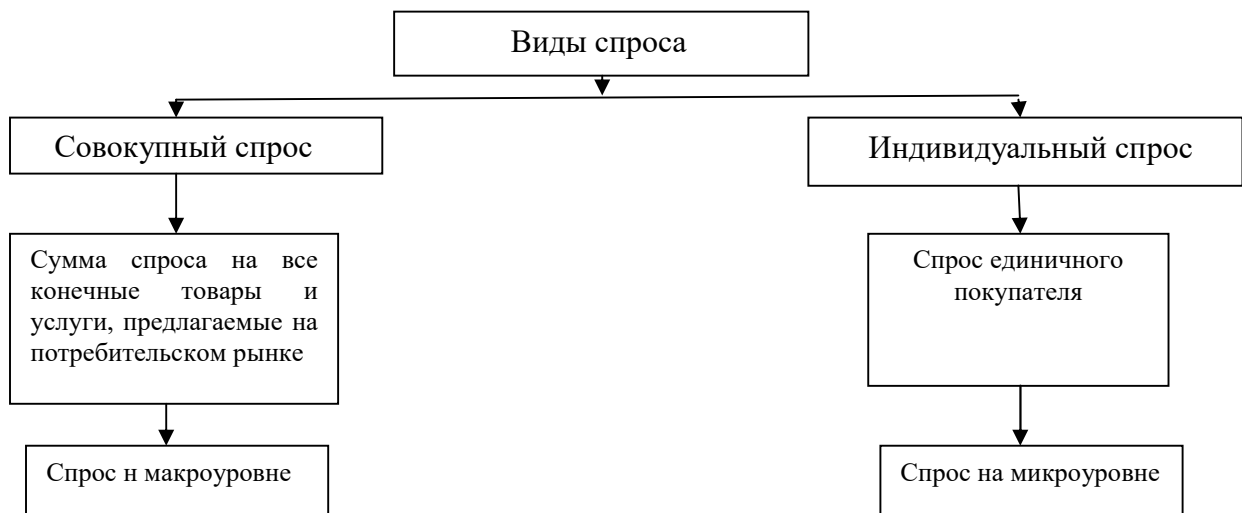 Виды спроса
Совокупный спрос
Индивидуальный спрос
Сумма спроса на все
конечные товары и
услуги, предлагаемые на
потребительском рынке
Спрос единичного
покупателя
Спрос н макроуровне
Спрос на микроуровне